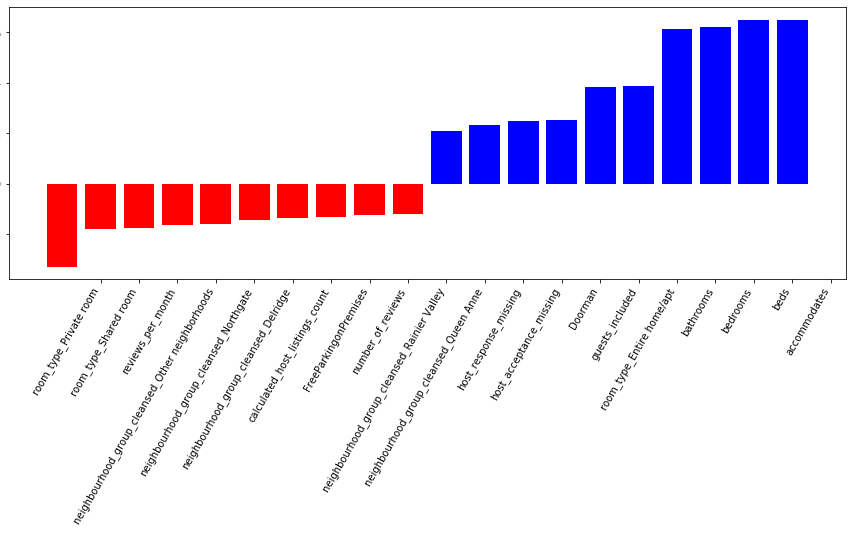 room_type_Private room
room_type_Shared room
reviews_per_month
neighbourhood_group_cleansed_Other neighborhoods
neighbourhood_group_cleansed_Northgate
neighbourhood_group_cleansed_Delridge
calculated_host_listings_count
FreeParkingonPremises
number_of_reviews
neighbourhood_group_cleansed_Rainier Valley
neighbourhood_group_cleansed_Queen Anne
host_response_missing
host_acceptance_missing
Doorman
guests_included
room_type_Entire home/apt
bathrooms
bedrooms
beds
accommodates